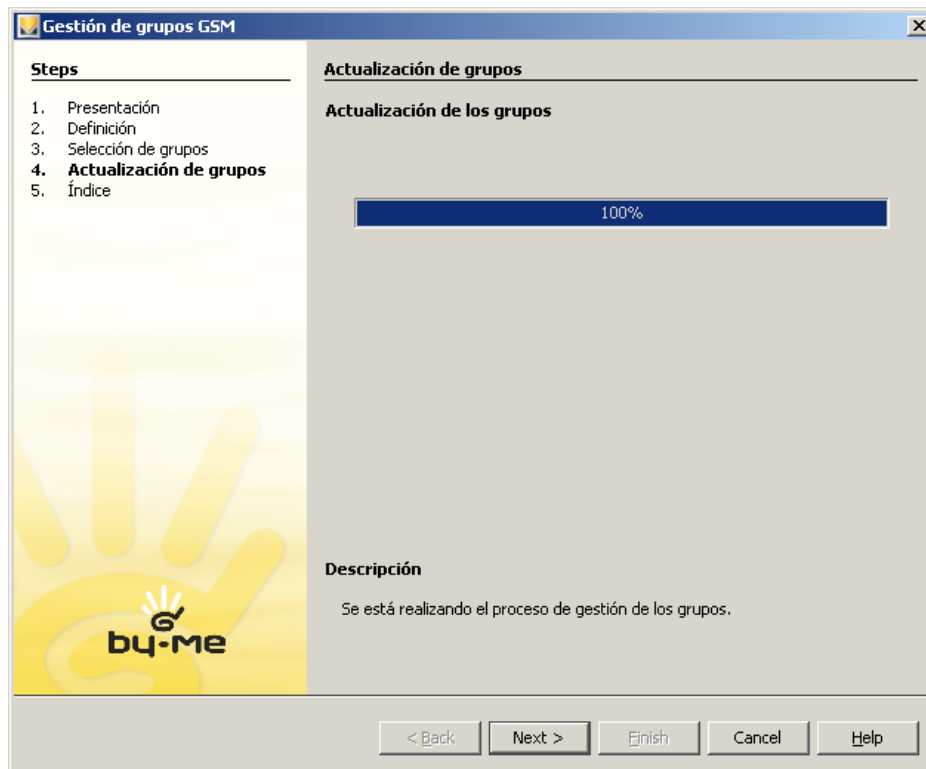 Gestión de grupos GSM
Steps
1. Presentación
2. Definición
3. Selección de grupos
4. Actualización de grupos
5. Índice
by-me
Actualización de grupos
Actualización de los grupos
100%
Descripción
Se está realizando el proceso de gestión de los grupos.
< Back
Next >
Finish
Cancel
Help